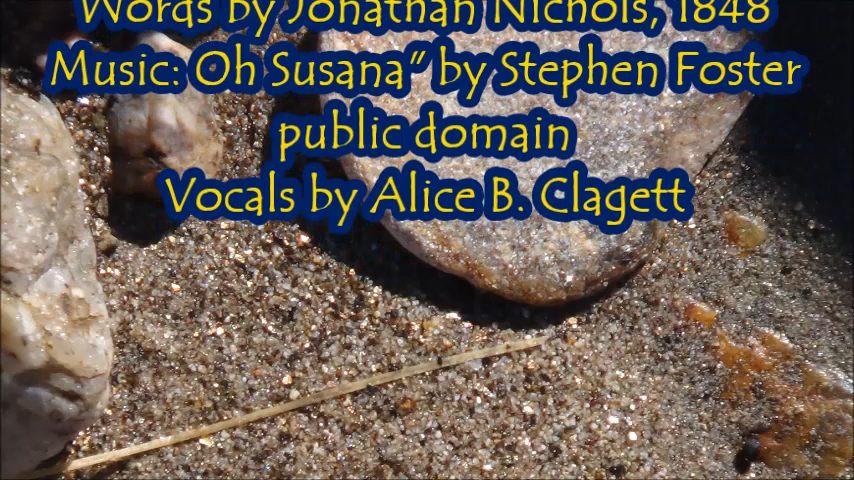 Words by Jonathan Nichols, 1848
Music: Oh Susana” by Stephen Foster
public domain
Vocals by Alice B. Clagett